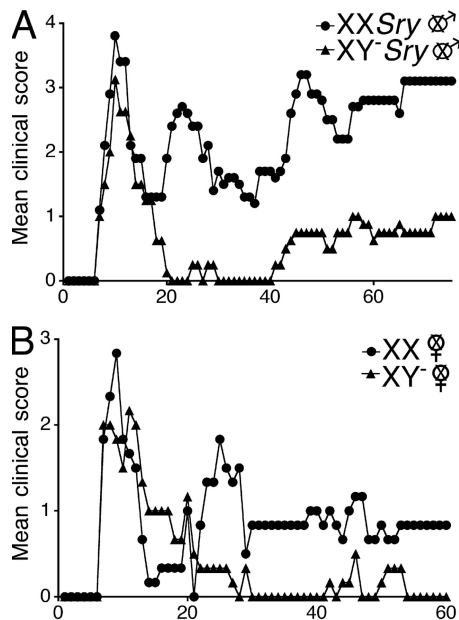 A
XXSry ⚥
XY⁻Sry ⚥
Mean clinical score
4
3
2
1
0
0 20 40 60
B
XX ♀
XY⁻ ♀
Mean clinical score
3
2
1
0
0 20 40 60